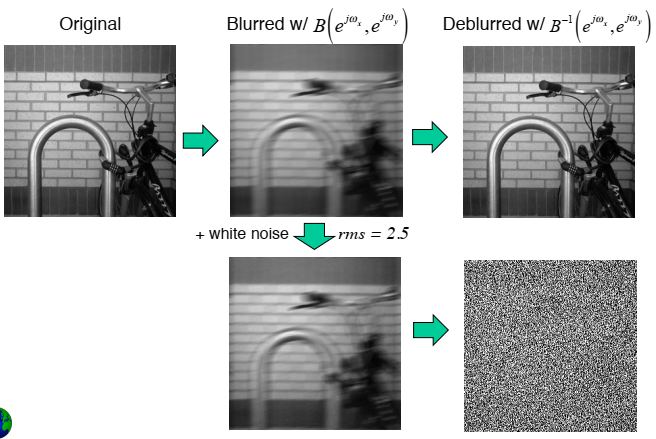 Original
Blurred w/ B(e^{jω_x}, e^{jω_y})
Deblurred w/ B^{-1}(e^{jω_x}, e^{jω_y})
+ white noise
rms = 2.5